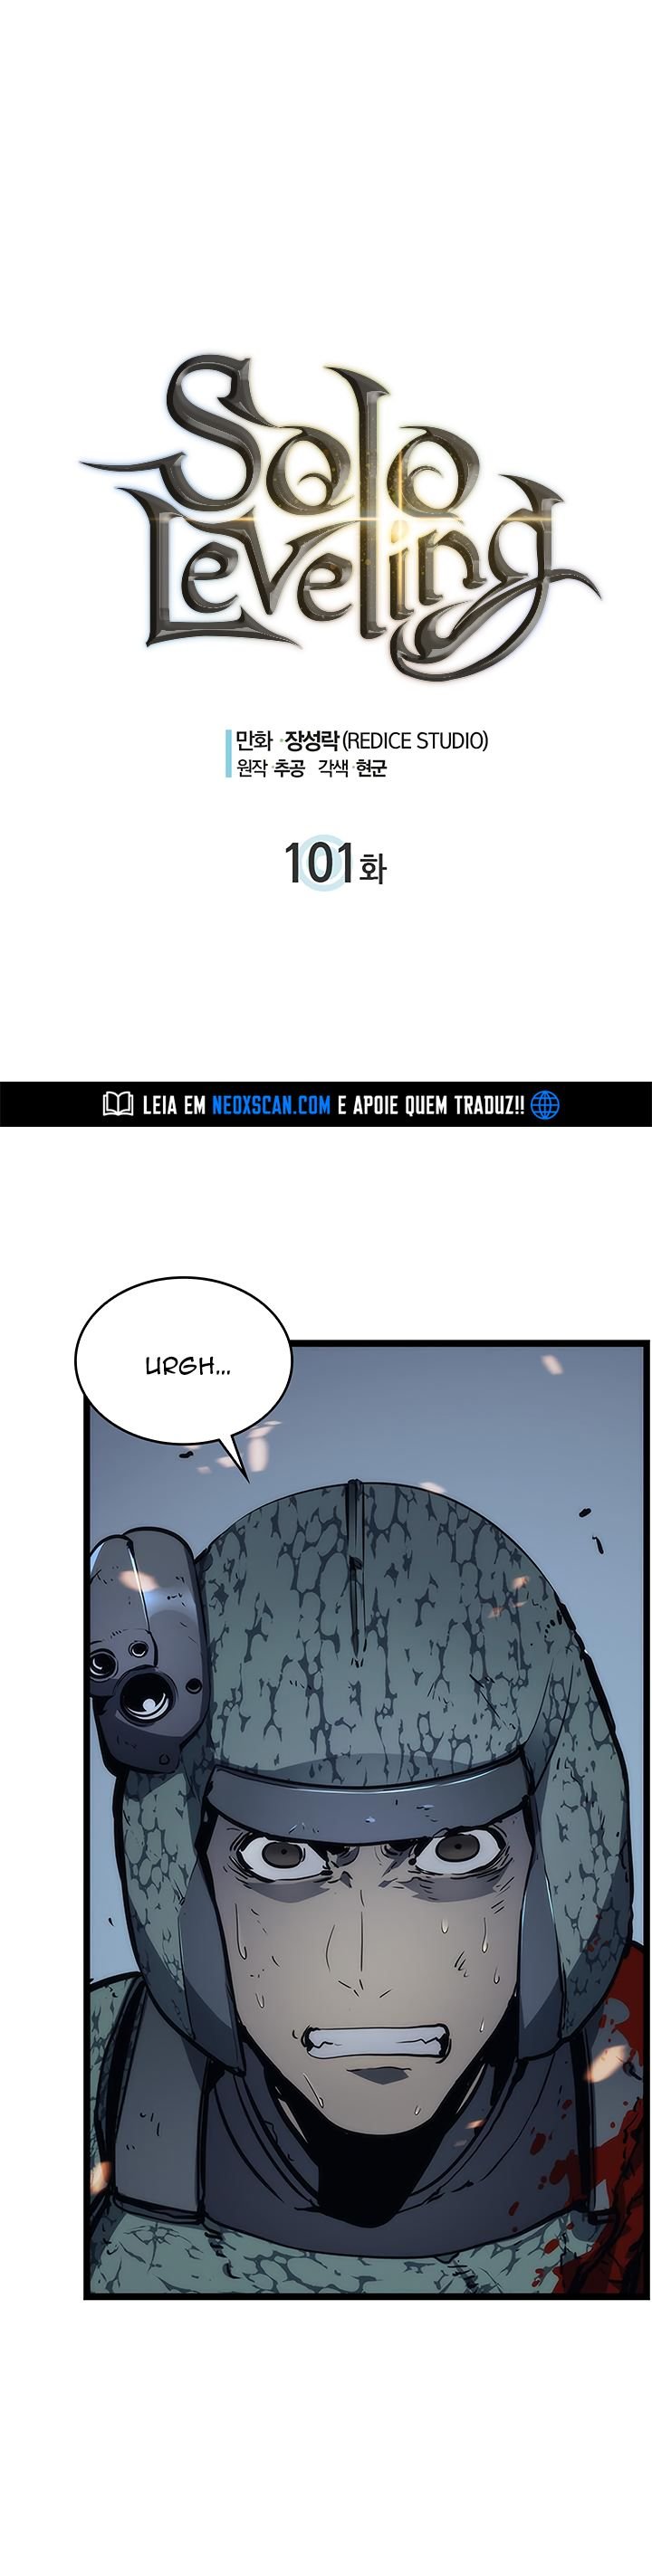 Solo
Leveling
만화·장성락(REDICE STUDIO)
원작·추공 각색·현군
101화
LEIA EM NEOXSCAN.COM E APOIE QUEM TRADUZ!!
URGH...